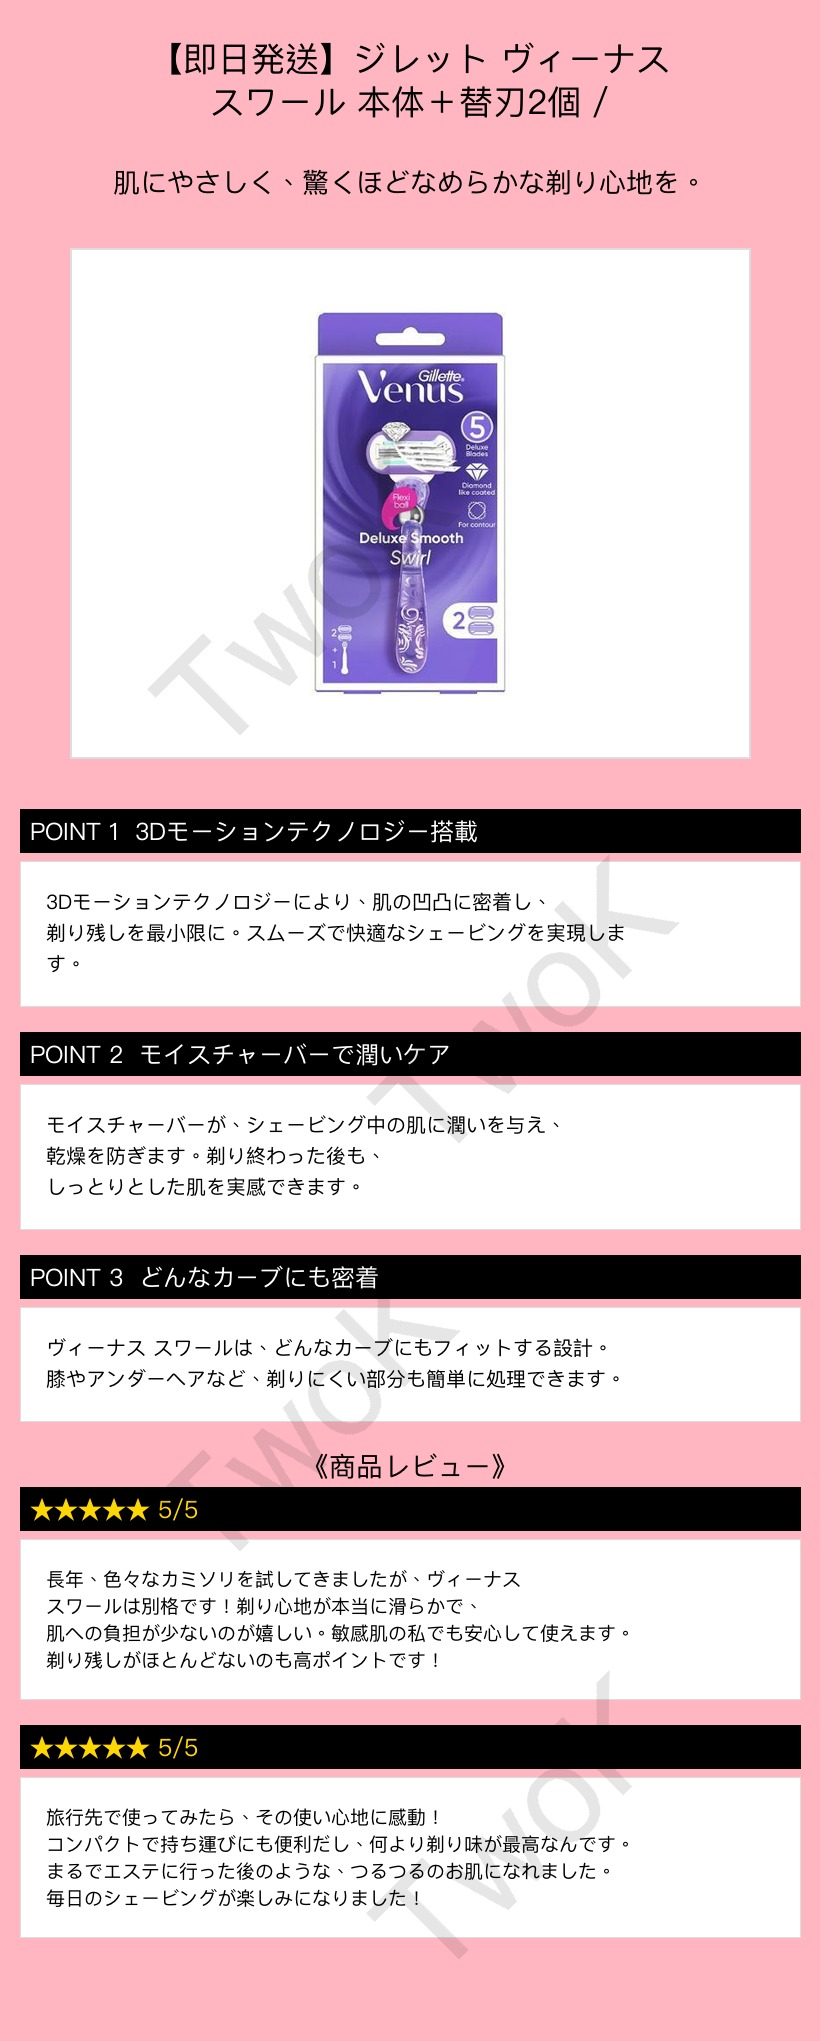 【即日発送】ジレット ヴィーナス
スワール 本体＋替刃2個 /
肌にやさしく、驚くほどなめらかな剃り心地を。
Gillette
Venus
5
Deluxe
Blades
Diamond
like coated
Flexi
ball
For contour
Deluxe Smooth
Swirl
2
2
+
1
TwoK
POINT 1 3Dモーションテクノロジー搭載
3Dモーションテクノロジーにより、肌の凹凸に密着し、
剃り残しを最小限に。スムーズで快適なシェービングを実現しま
す。
TwoK
POINT 2 モイスチャーバーで潤いケア
モイスチャーバーが、シェービング中の肌に潤いを与え、
乾燥を防ぎます。剃り終わった後も、
しっとりとした肌を実感できます。
POINT 3 どんなカーブにも密着
ヴィーナス スワールは、どんなカーブにもフィットする設計。
膝やアンダーヘアなど、剃りにくい部分も簡単に処理できます。
TwoK
《商品レビュー》
★★★★★ 5/5
長年、色々なカミソリを試してきましたが、ヴィーナス
スワールは別格です！剃り心地が本当に滑らかで、
肌への負担が少ないのが嬉しい。敏感肌の私でも安心して使えます。
剃り残しがほとんどないのも高ポイントです！
★★★★★ 5/5
旅行先で使ってみたら、その使い心地に感動！
コンパクトで持ち運びにも便利だし、何より剃り味が最高なんです。
まるでエステに行った後のような、つるつるのお肌になれました。
毎日のシェービングが楽しみになりました！
TwoK